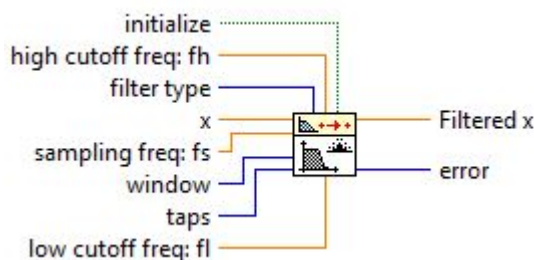 initialize
high cutoff freq: fh
filter type
x
Filtered x
sampling freq: fs
error
window
taps
low cutoff freq: fl